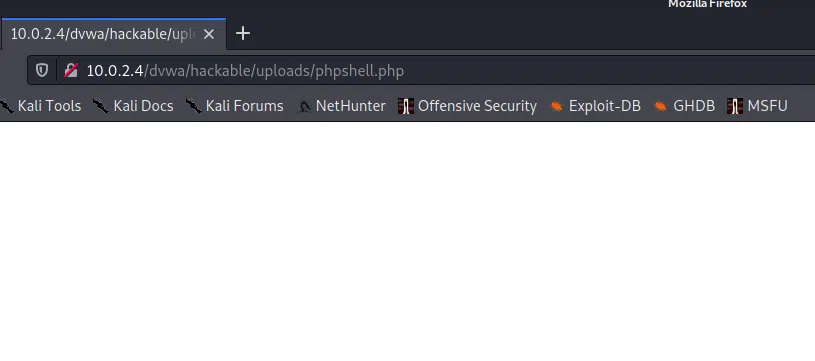 Mozilla Firefox
10.0.2.4/dvwa/hackable/upl
10.0.2.4/dvwa/hackable/uploads/phpshell.php
Kali Tools Kali Docs Kali Forums NetHunter Offensive Security Exploit-DB GHDB MSFU